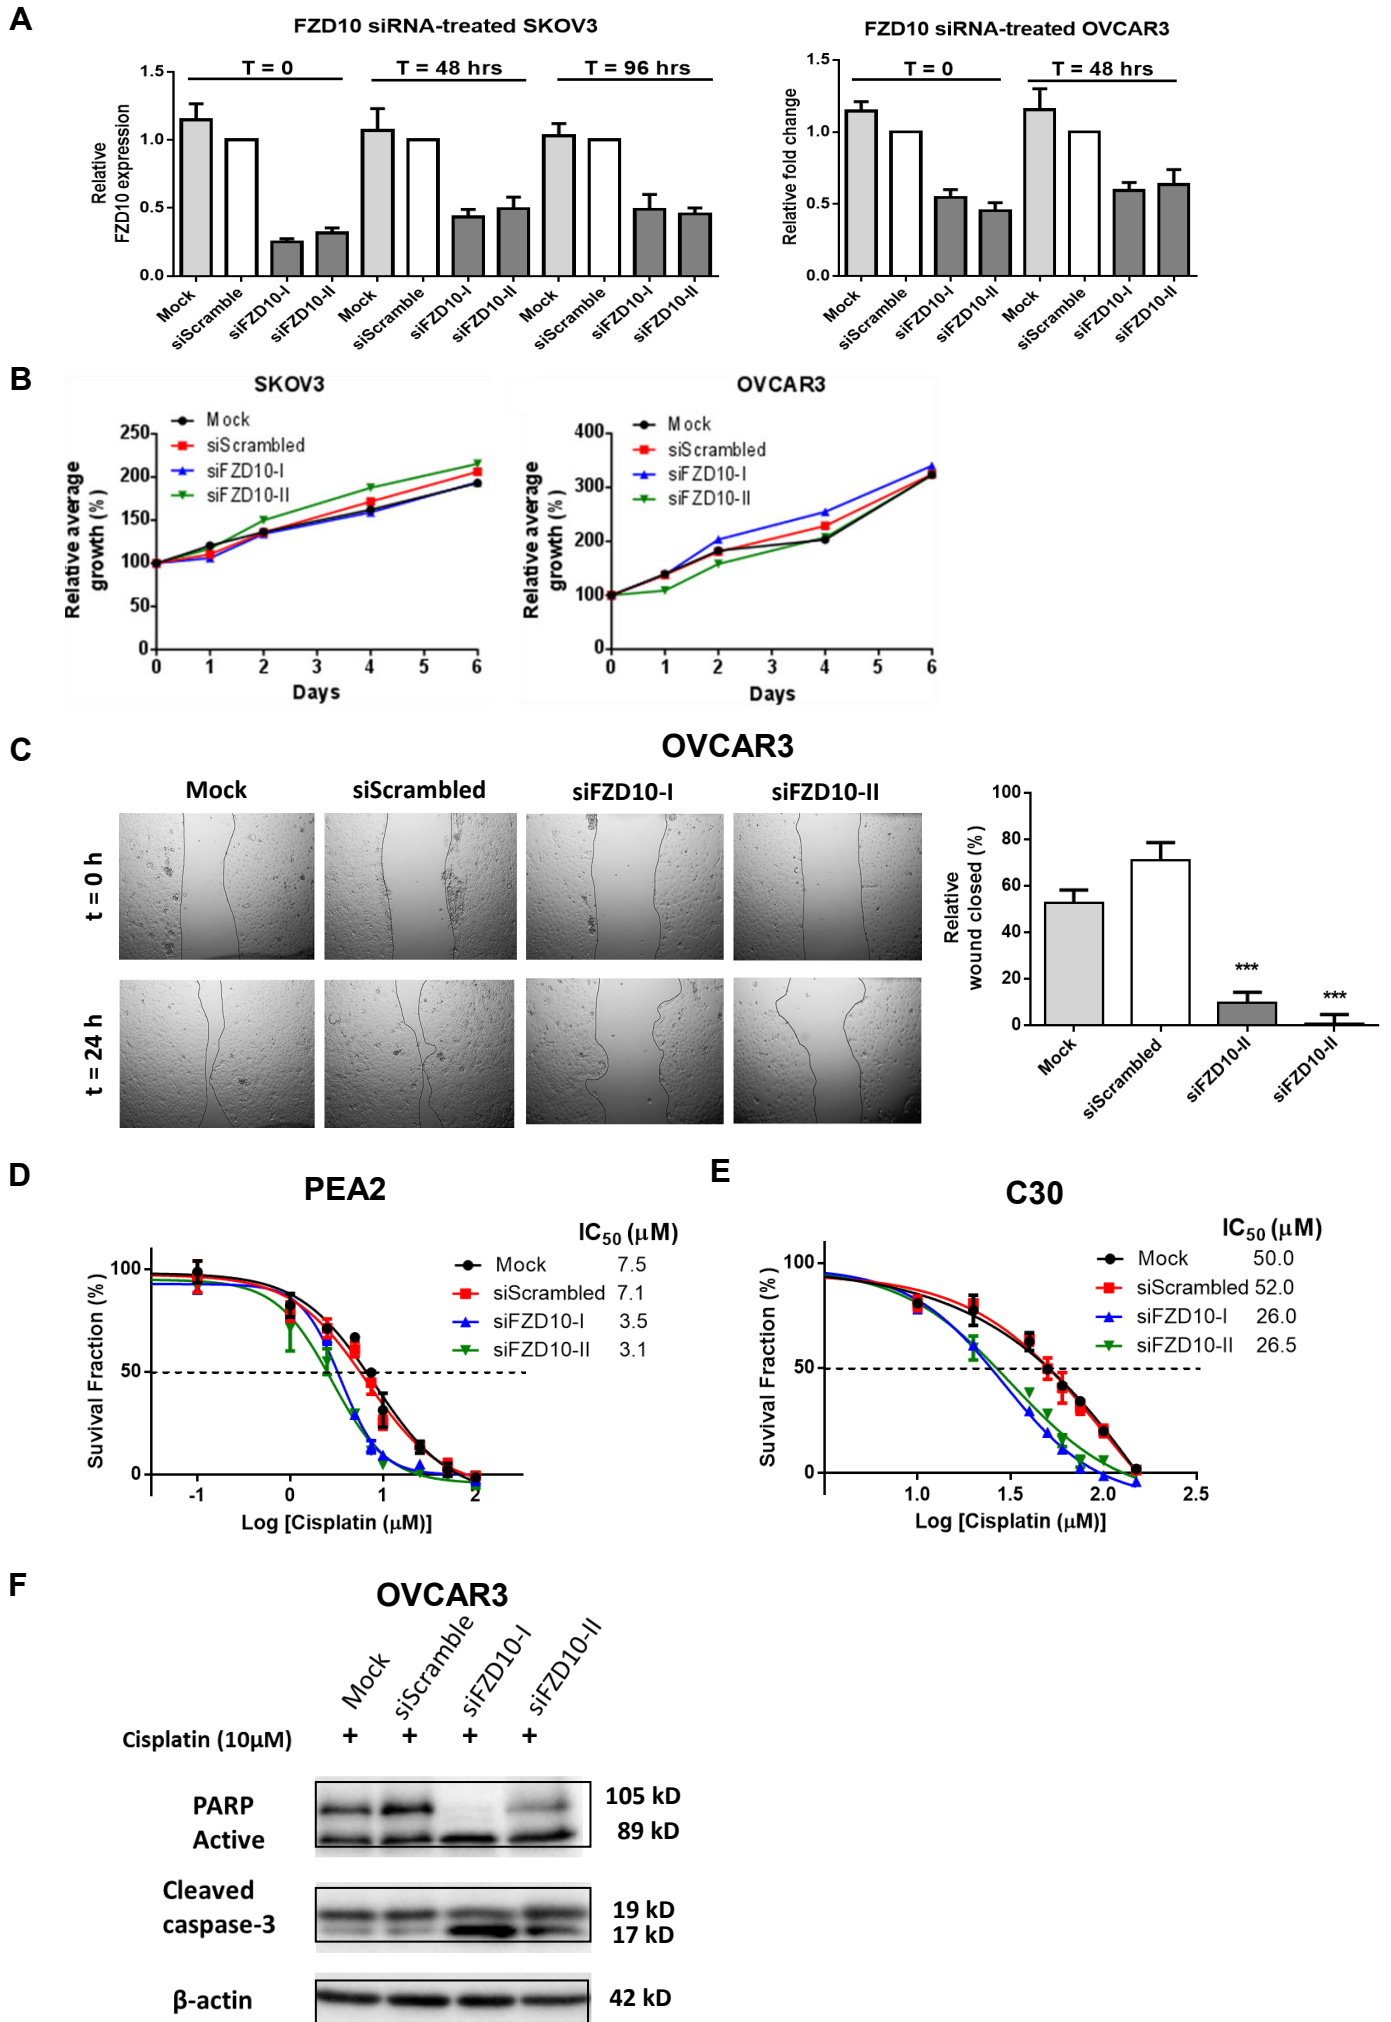 A
FZD10 siRNA-treated SKOV3
T = 0
T = 48 hrs
T = 96 hrs
Relative
FZD10 expression
1.5
1.0
0.5
0.0
Mock
siScramble
siFZD10-I
siFZD10-II
Mock
siScramble
siFZD10-I
siFZD10-II
Mock
siScramble
siFZD10-I
siFZD10-II
FZD10 siRNA-treated OVCAR3
T = 0
T = 48 hrs
Relative fold change
1.5
1.0
0.5
0.0
Mock
siScramble
siFZD10-I
siFZD10-II
Mock
siScramble
siFZD10-I
siFZD10-II
B
SKOV3
Mock
siScrambled
siFZD10-I
siFZD10-II
Relative average
growth (%)
250
200
150
100
50
0
0 1 2 3 4 5 6
Days
OVCAR3
Mock
siScrambled
siFZD10-I
siFZD10-II
Relative average
growth (%)
400
300
200
100
0
0 1 2 3 4 5 6
Days
C
OVCAR3
Mock
siScrambled
siFZD10-I
siFZD10-II
t = 0 h
t = 24 h
Relative
wound closed (%)
100
80
60
40
20
0
***
***
Mock
siScrambled
siFZD10-II
siFZD10-II
D
PEA2
IC50 (μM)
Mock 7.5
siScrambled 7.1
siFZD10-I 3.5
siFZD10-II 3.1
Suvival Fraction (%)
100
50
0
-1 0 1 2
Log [Cisplatin (μM)]
E
C30
IC50 (μM)
Mock 50.0
siScrambled 52.0
siFZD10-I 26.0
siFZD10-II 26.5
Suvival Fraction (%)
100
50
0
1.0 1.5 2.0 2.5
Log [Cisplatin (μM)]
F
OVCAR3
Mock
siScramble
siFZD10-I
siFZD10-II
Cisplatin (10μM) + + + +
PARP 105 kD
Active 89 kD
Cleaved
caspase-3
19 kD
17 kD
β-actin 42 kD